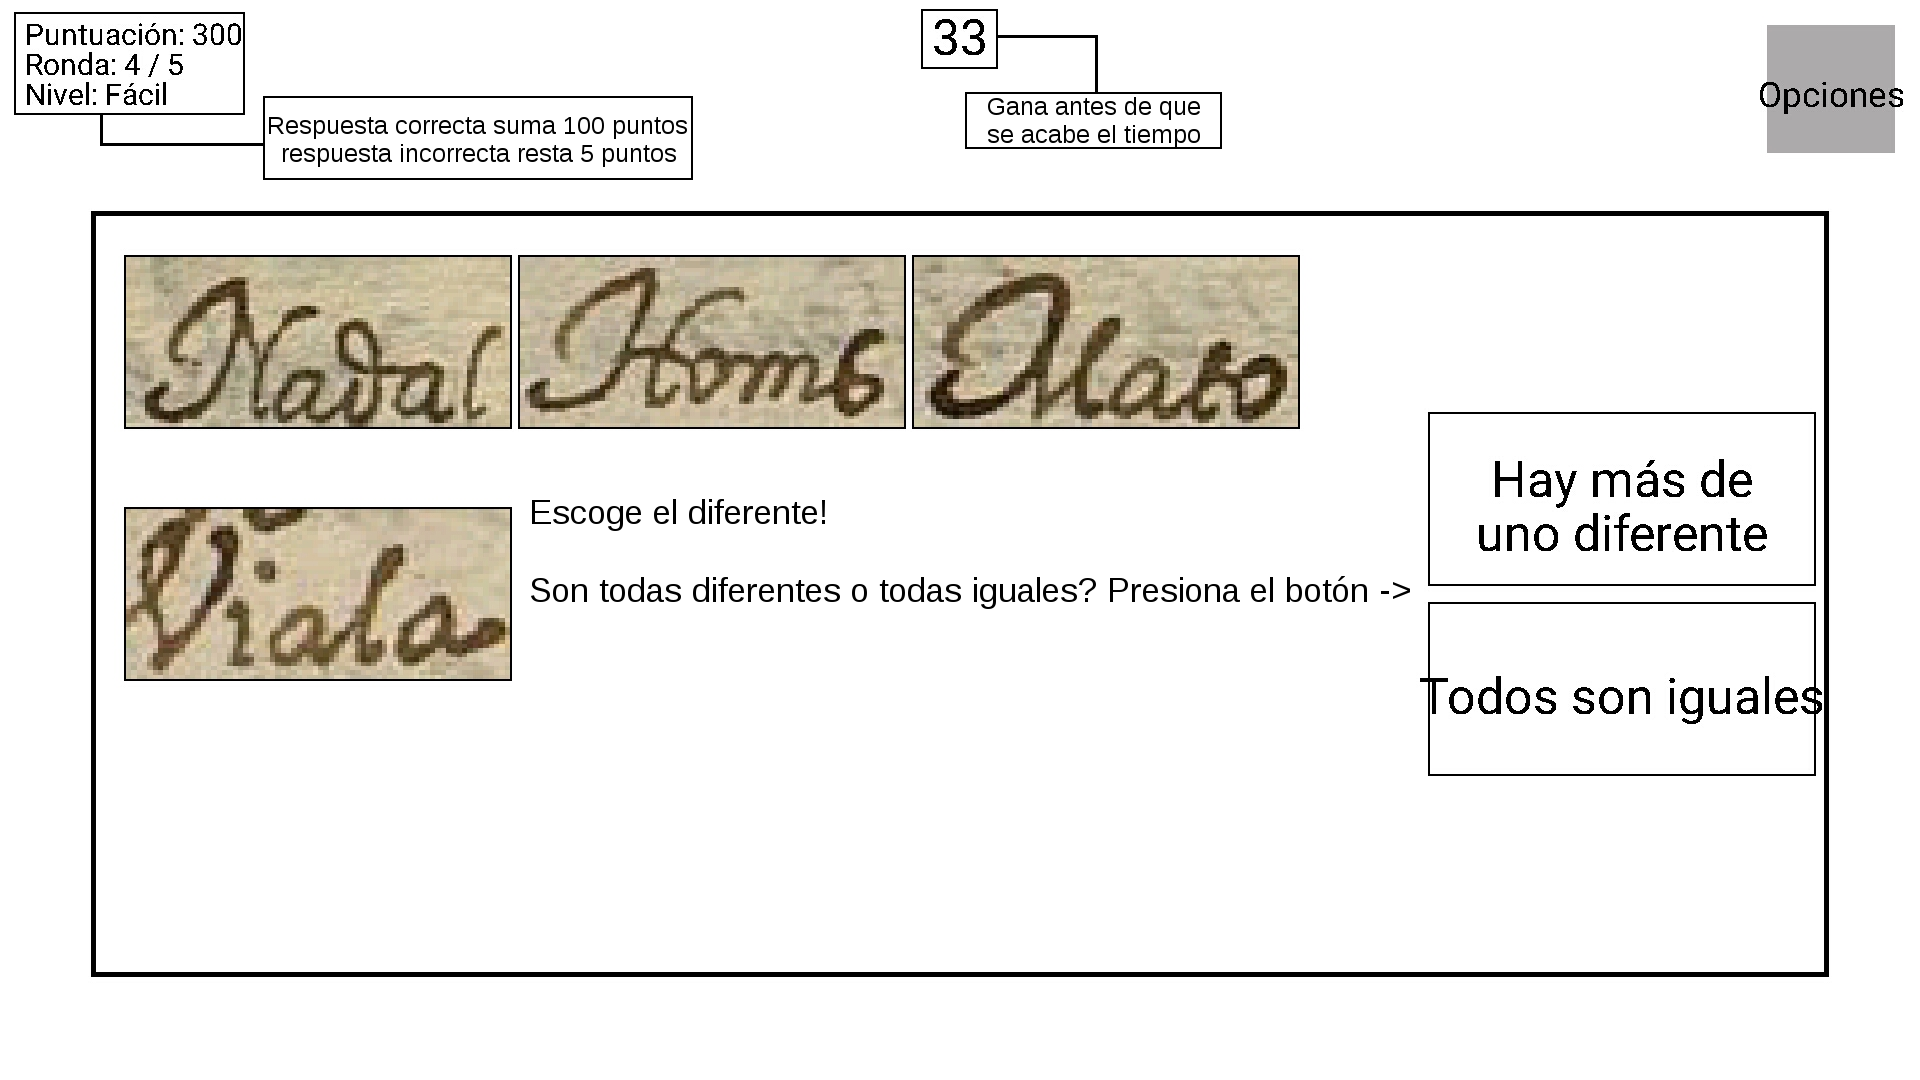 Puntuación: 300
Ronda: 4 / 5
Nivel: Fácil
Respuesta correcta suma 100 puntos
respuesta incorrecta resta 5 puntos
33
Gana antes de que
se acabe el tiempo
Opciones
Nadal
Maso
Viala
Escoge el diferente!
Son todas diferentes o todas iguales? Presiona el botón ->
Hay más de
uno diferente
Todos son iguales